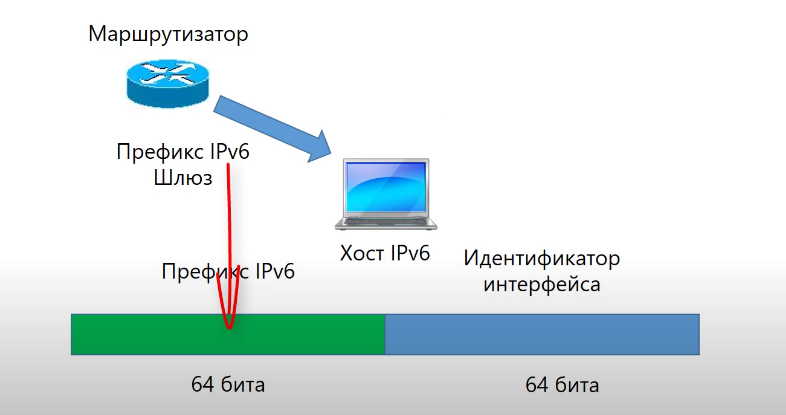 Маршрутизатор
Префикс IPv6
Шлюз
Хост IPv6
Префикс IPv6
Идентификатор
интерфейса
64 бита
64 бита